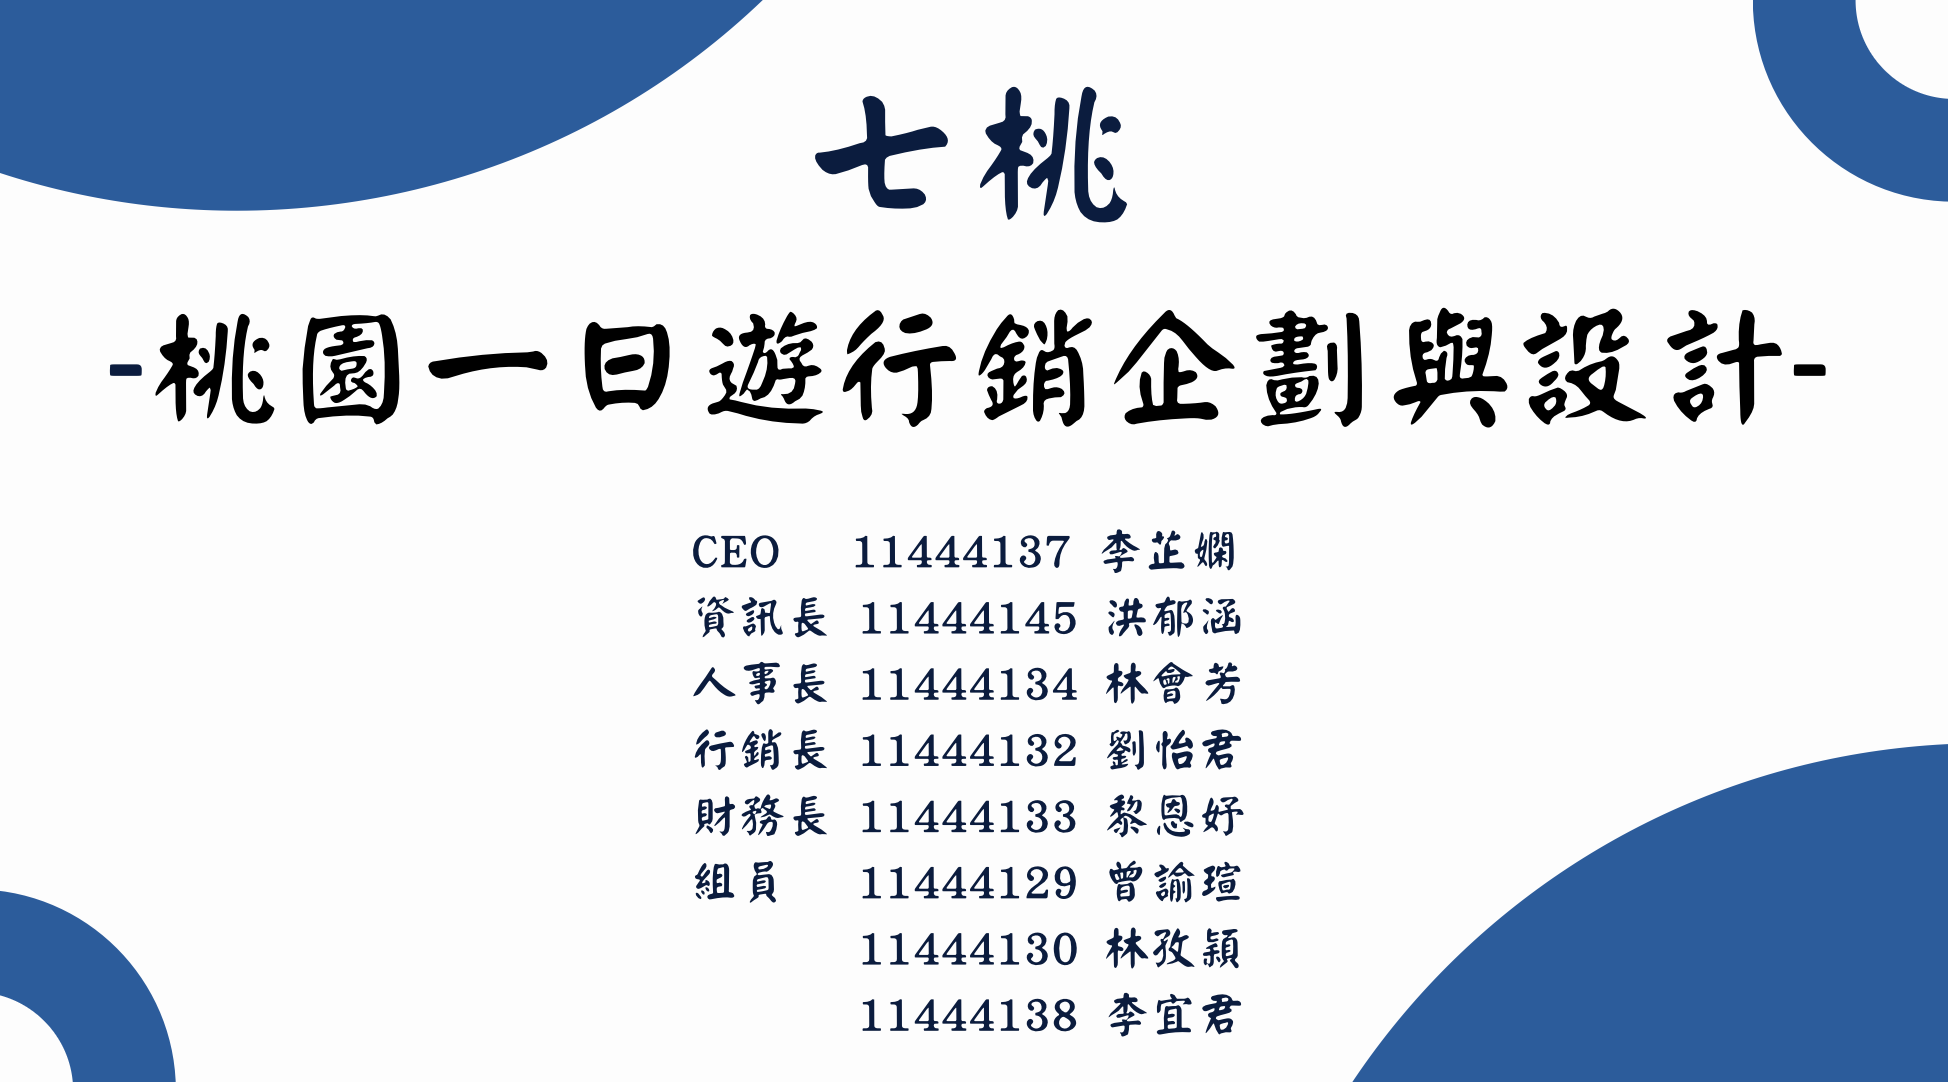 七桃
-桃園一日遊行銷企劃與設計-
CEO 11444137 李芷嫻
資訊長 11444145 洪郁涵
人事長 11444134 林會芳
行銷長 11444132 劉怡君
財務長 11444133 黎恩妤
組員 11444129 曾諭瑄
11444130 林孜穎
11444138 李宜君